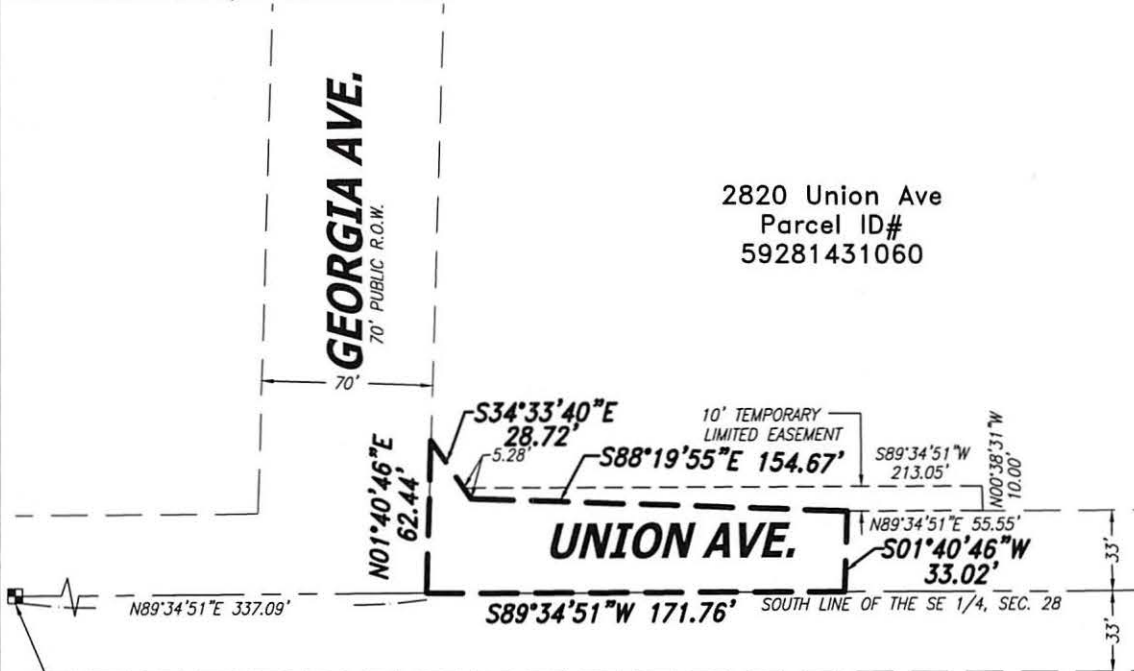 GEORGIA AVE.
70' PUBLIC R.O.W.
2820 Union Ave
Parcel ID#
59281431060
70'
S34°33'40"E
28.72'
5.28'
10' TEMPORARY
LIMITED EASEMENT
S88°19'55"E 154.67'
S89°34'51"W
213.05'
N00°38'31"W
10.00'
N01°40'46"E
62.44'
UNION AVE.
N89°34'51"E 55.55'
S01°40'46"W
33.02'
33'
N89°34'51"E 337.09'
S89°34'51"W 171.76'
SOUTH LINE OF THE SE 1/4, SEC. 28
33'